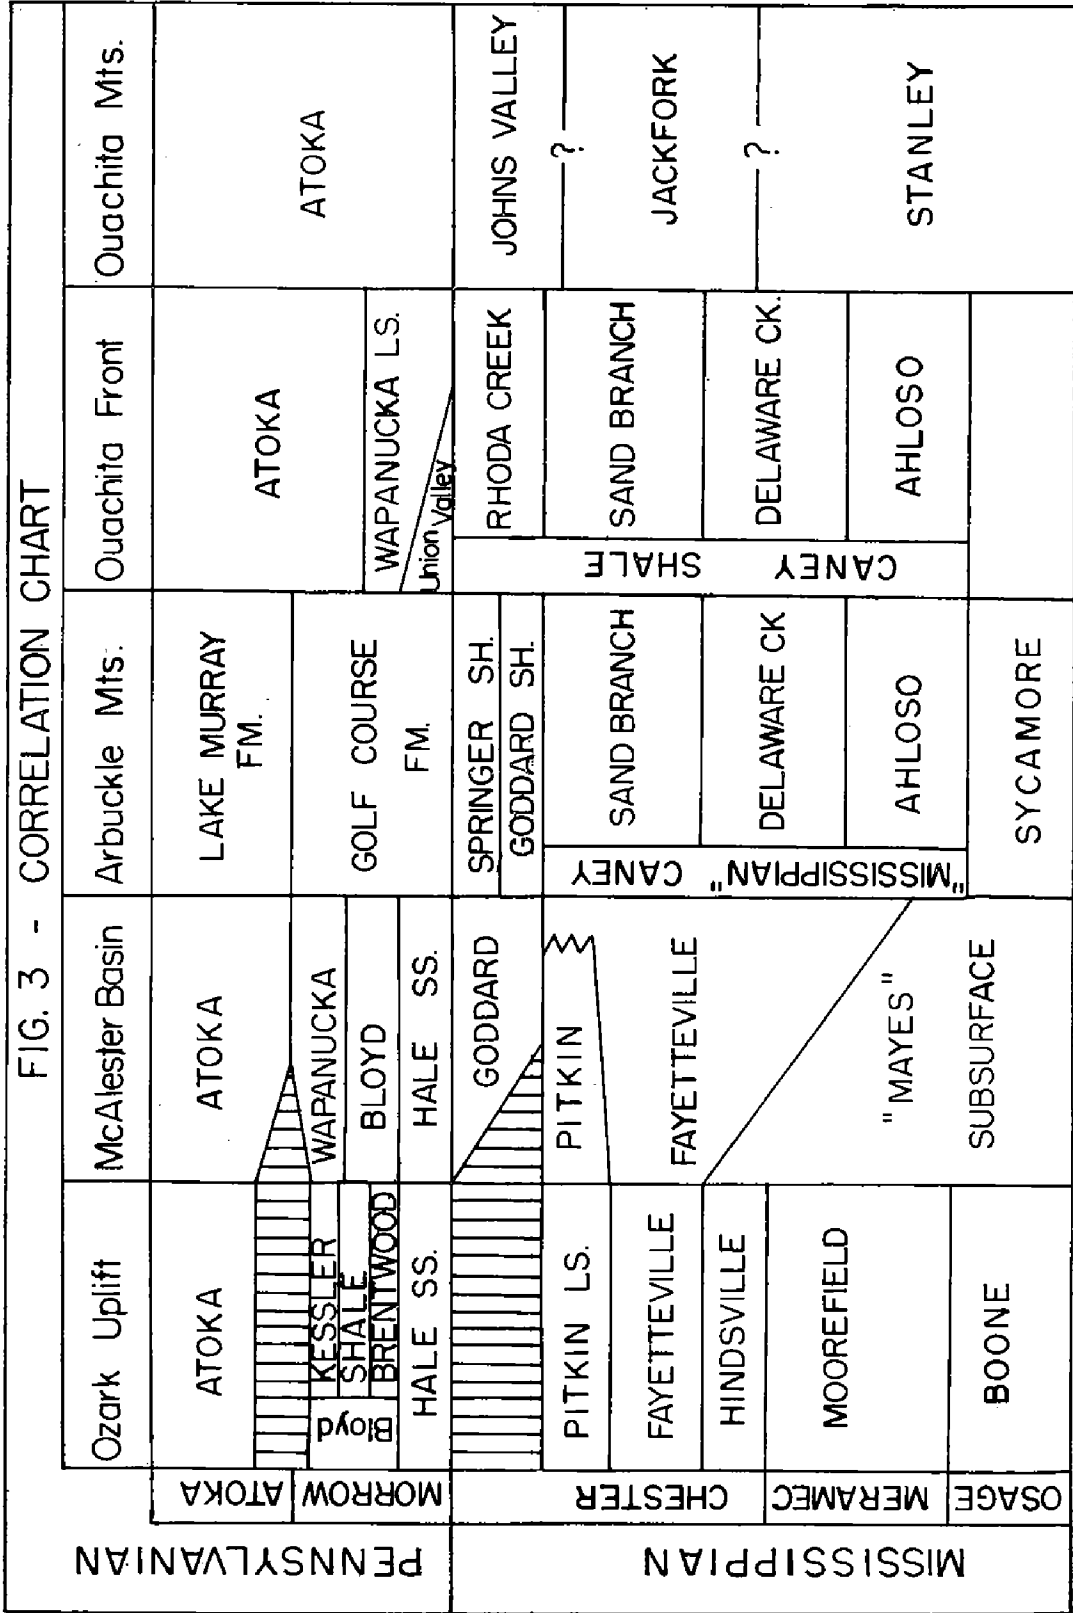 FIG. 3 - CORRELATION CHART
Ozark Uplift
McAlester Basin
Arbuckle Mts.
Ouachita Front
Ouachita Mts.
PENNSYLVANIAN
MISSISSIPPIAN
ATOKA
MORROW
CHESTER
MERAMEC
OSAGE
ATOKA
Bloyd
KESSLER
SHALE
BRENTWOOD
HALE SS.
PITKIN LS.
FAYETTEVILLE
HINDSVILLE
MOOREFIELD
BOONE
ATOKA
WAPANUCKA
BLOYD
HALE SS.
GODDARD
PITKIN
FAYETTEVILLE
"MAYES"
SUBSURFACE
LAKE MURRAY
FM.
GOLF COURSE
FM.
SPRINGER SH.
GODDARD SH.
"MISSISSIPPIAN" CANEY
SAND BRANCH
DELAWARE CK
AHLOSO
SYCAMORE
ATOKA
WAPANUCKA LS.
Union Valley
CANEY SHALE
RHODA CREEK
SAND BRANCH
DELAWARE CK.
AHLOSO
ATOKA
JOHNS VALLEY
?
JACKFORK
?
STANLEY